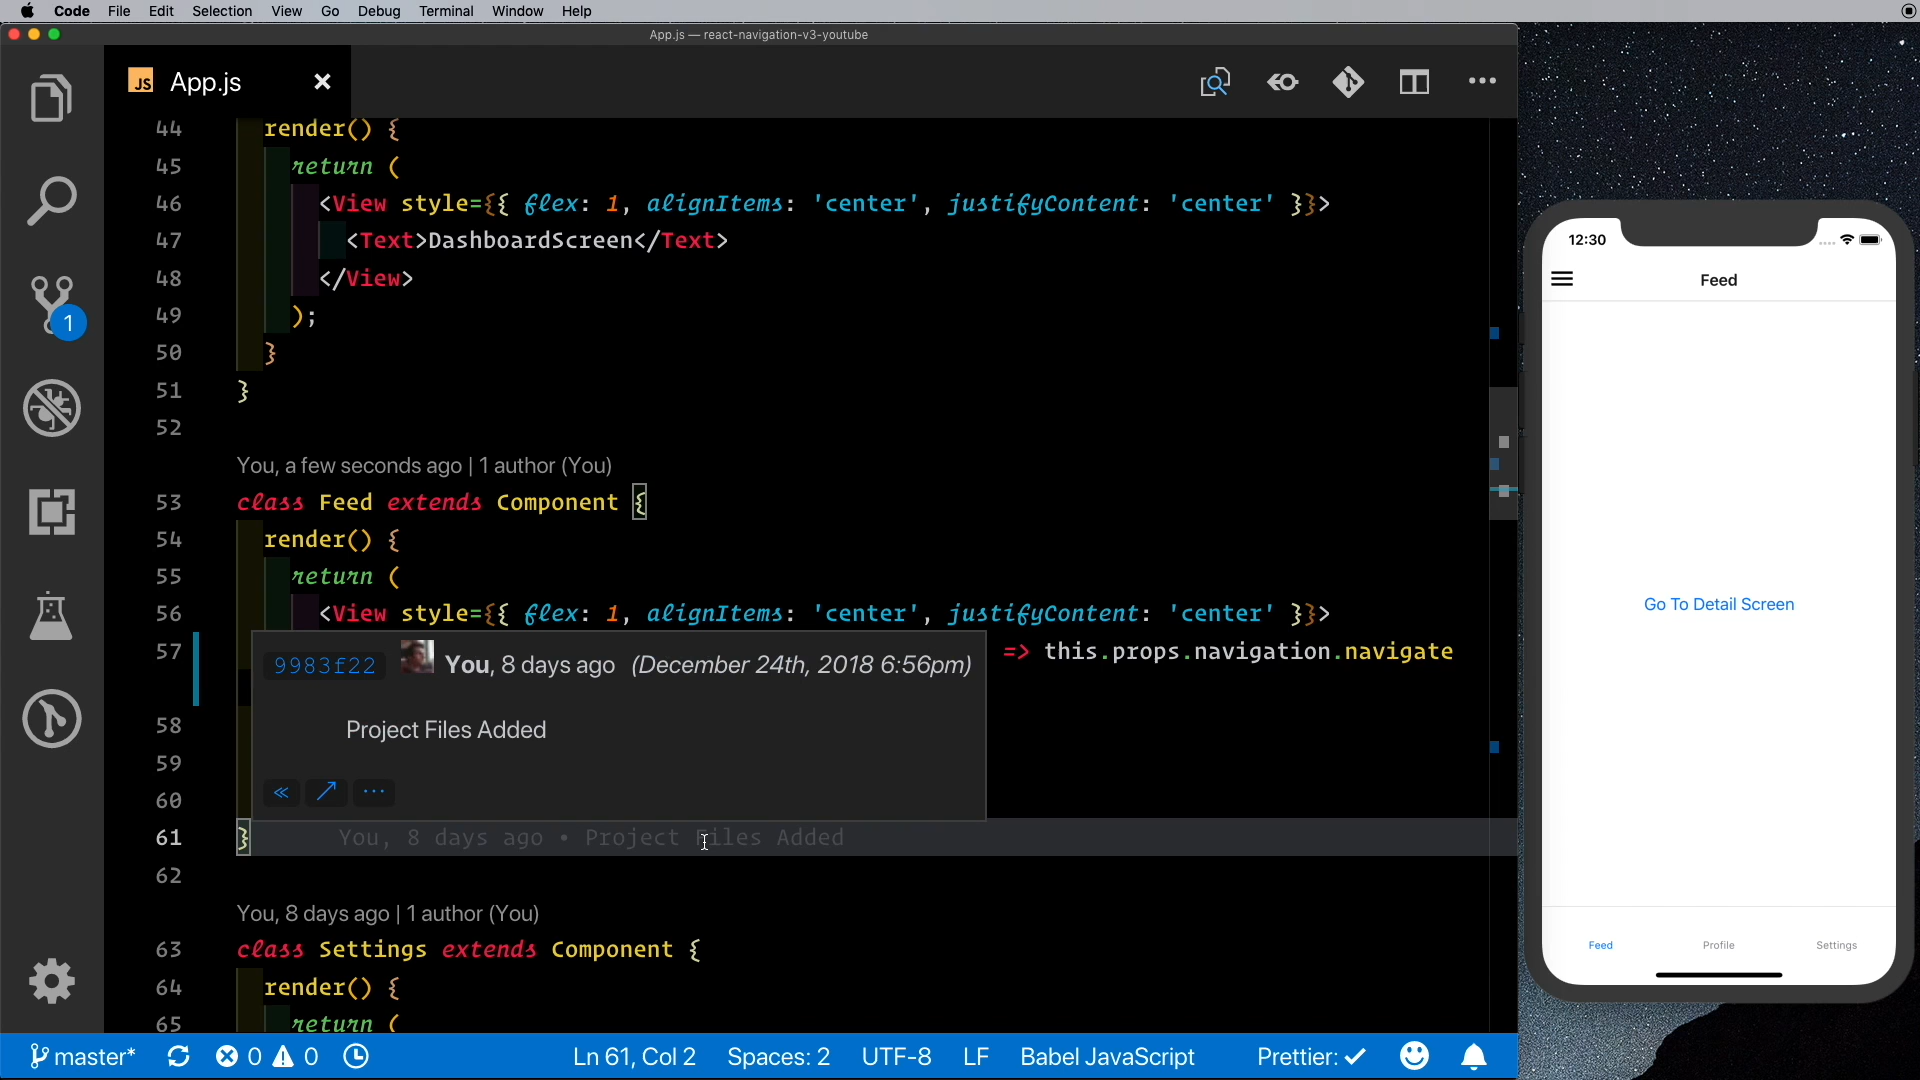 Code File Edit Selection View Go Debug Terminal Window Help
App.js — react-navigation-v3-youtube
JS App.js
44 render() {
45 return (
46 <View style={{ flex: 1, alignItems: 'center', justifyContent: 'center' }}>
47 <Text>DashboardScreen</Text>
48 </View>
49 );
50 }
51 }
52
You, a few seconds ago | 1 author (You)
53 class Feed extends Component {
54 render() {
55 return (
56 <View style={{ flex: 1, alignItems: 'center', justifyContent: 'center' }}>
57 => this.props.navigation.navigate
9983f22 You, 8 days ago (December 24th, 2018 6:56pm)
58
Project Files Added
59
60
61 } You, 8 days ago • Project Files Added
62
You, 8 days ago | 1 author (You)
63 class Settings extends Component {
64 render() {
65 return (
1
master* 0 0 Ln 61, Col 2 Spaces: 2 UTF-8 LF Babel JavaScript Prettier: ✓
12:30
Feed
Go To Detail Screen
Feed Profile Settings